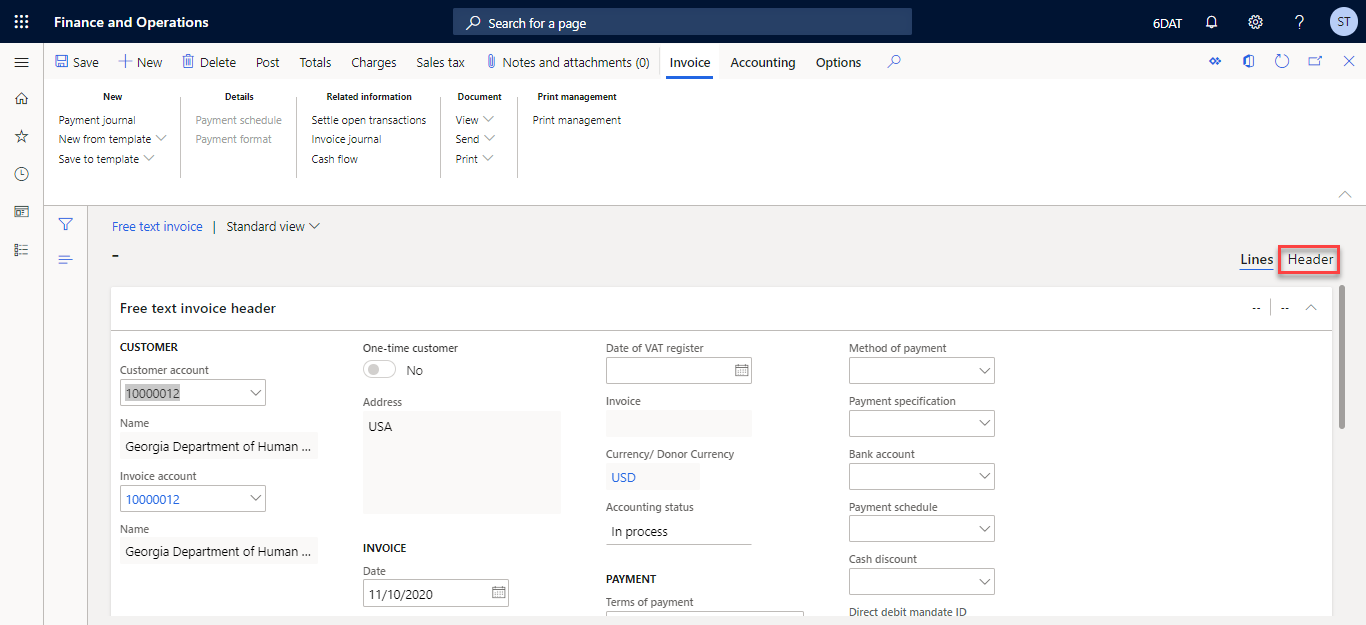 Finance and Operations
Search for a page
6DAT
?
ST
Save
New
Delete
Post
Totals
Charges
Sales tax
Notes and attachments (0)
Invoice
Accounting
Options
New
Payment journal
New from template
Save to template
Details
Payment schedule
Payment format
Related information
Settle open transactions
Invoice journal
Cash flow
Document
View
Send
Print
Print management
Print management
Free text invoice | Standard view
-
Lines
Header
Free text invoice header
-- | --
CUSTOMER
Customer account
10000012
Name
Georgia Department of Human ...
Invoice account
10000012
Name
Georgia Department of Human ...
One-time customer
No
Address
USA
INVOICE
Date
11/10/2020
Date of VAT register
Invoice
Currency/ Donor Currency
USD
Accounting status
In process
PAYMENT
Terms of payment
Method of payment
Payment specification
Bank account
Payment schedule
Cash discount
Direct debit mandate ID